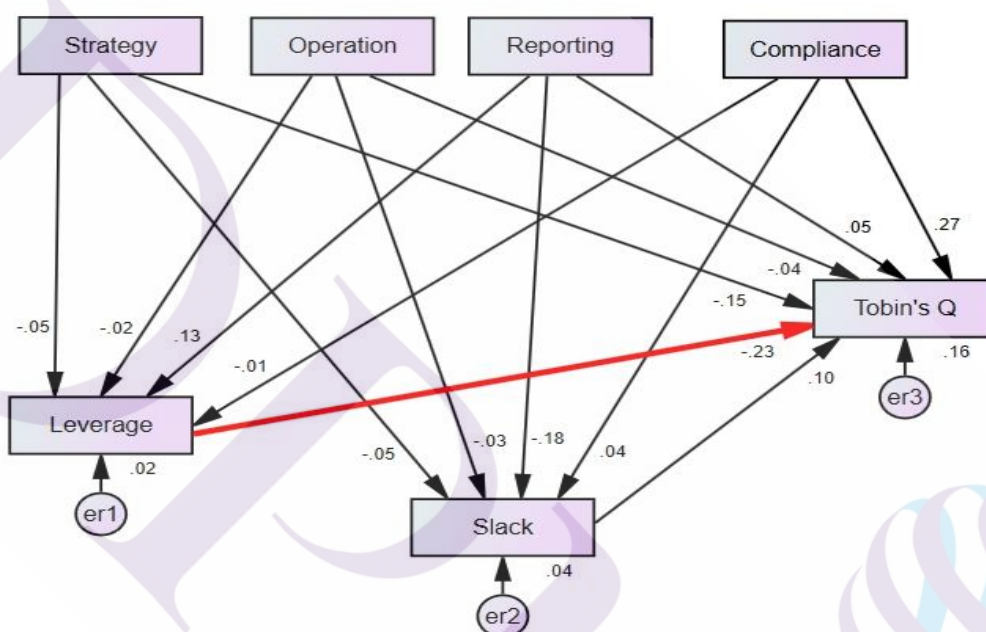 Strategy
Operation
Reporting
Compliance
.05
.27
-.04
-.15
Tobin's Q
-.05
-.02
.13
-.01
-.23
.16
.10
er3
Leverage
.02
-.05
-.03
-.18
.04
er1
Slack
.04
er2